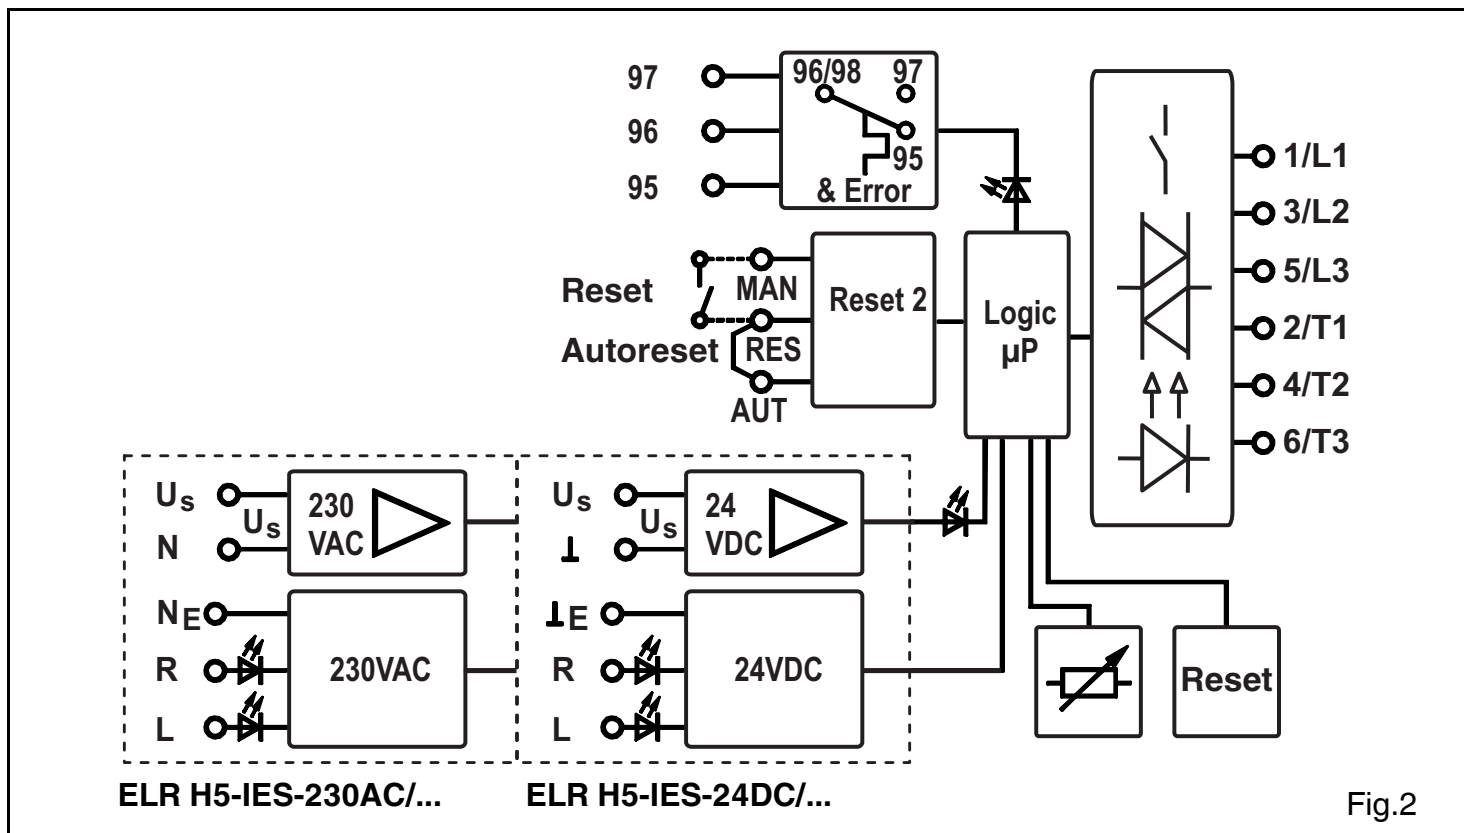 97
96
95
96/98 97
95
& Error
1/L1
3/L2
5/L3
2/T1
4/T2
6/T3
Reset
Autoreset
MAN
RES
AUT
Reset 2
Logic
µP
Us
N
Us
230
VAC
NE
R
L
230VAC
Us
⊥
Us
24
VDC
⊥E
R
L
24VDC
Reset
ELR H5-IES-230AC/...
ELR H5-IES-24DC/...
Fig.2